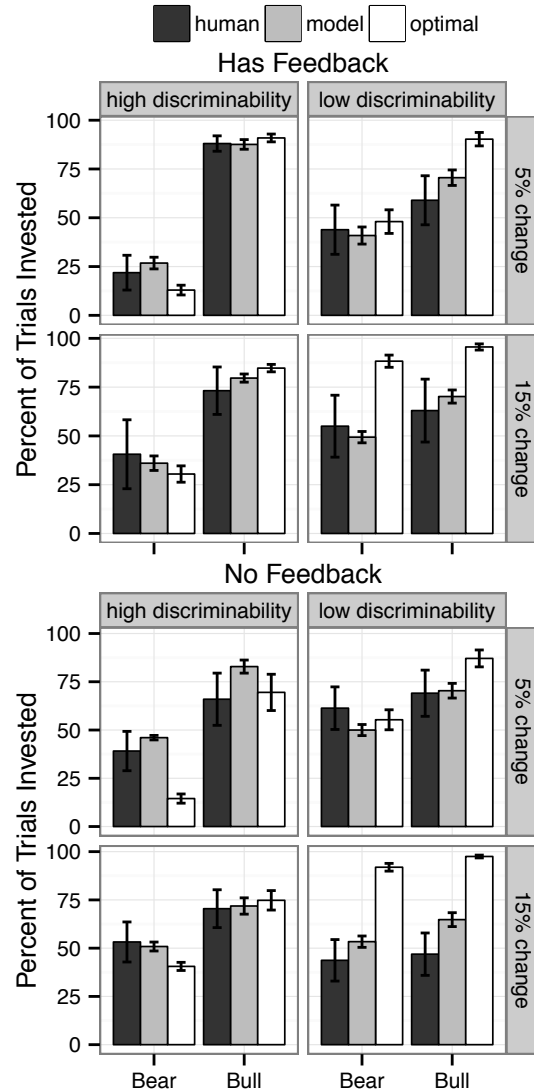 human model optimal
Has Feedback
high discriminability low discriminability
Percent of Trials Invested
100
75
50
25
0
5% change
100
75
50
25
0
15% change
No Feedback
high discriminability low discriminability
Percent of Trials Invested
100
75
50
25
0
5% change
100
75
50
25
0
15% change
Bear Bull Bear Bull